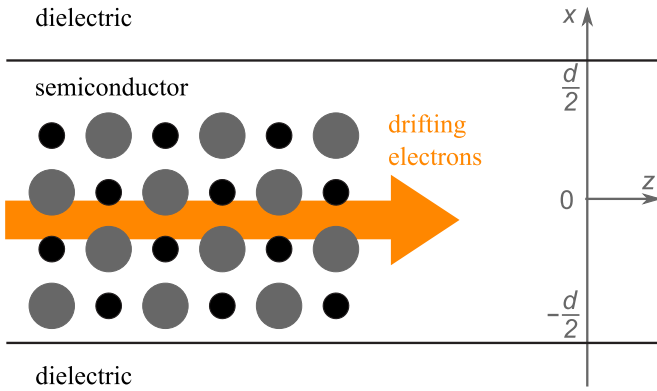 dielectric
x
semiconductor
d
2
drifting
electrons
z
0
-d
2
dielectric